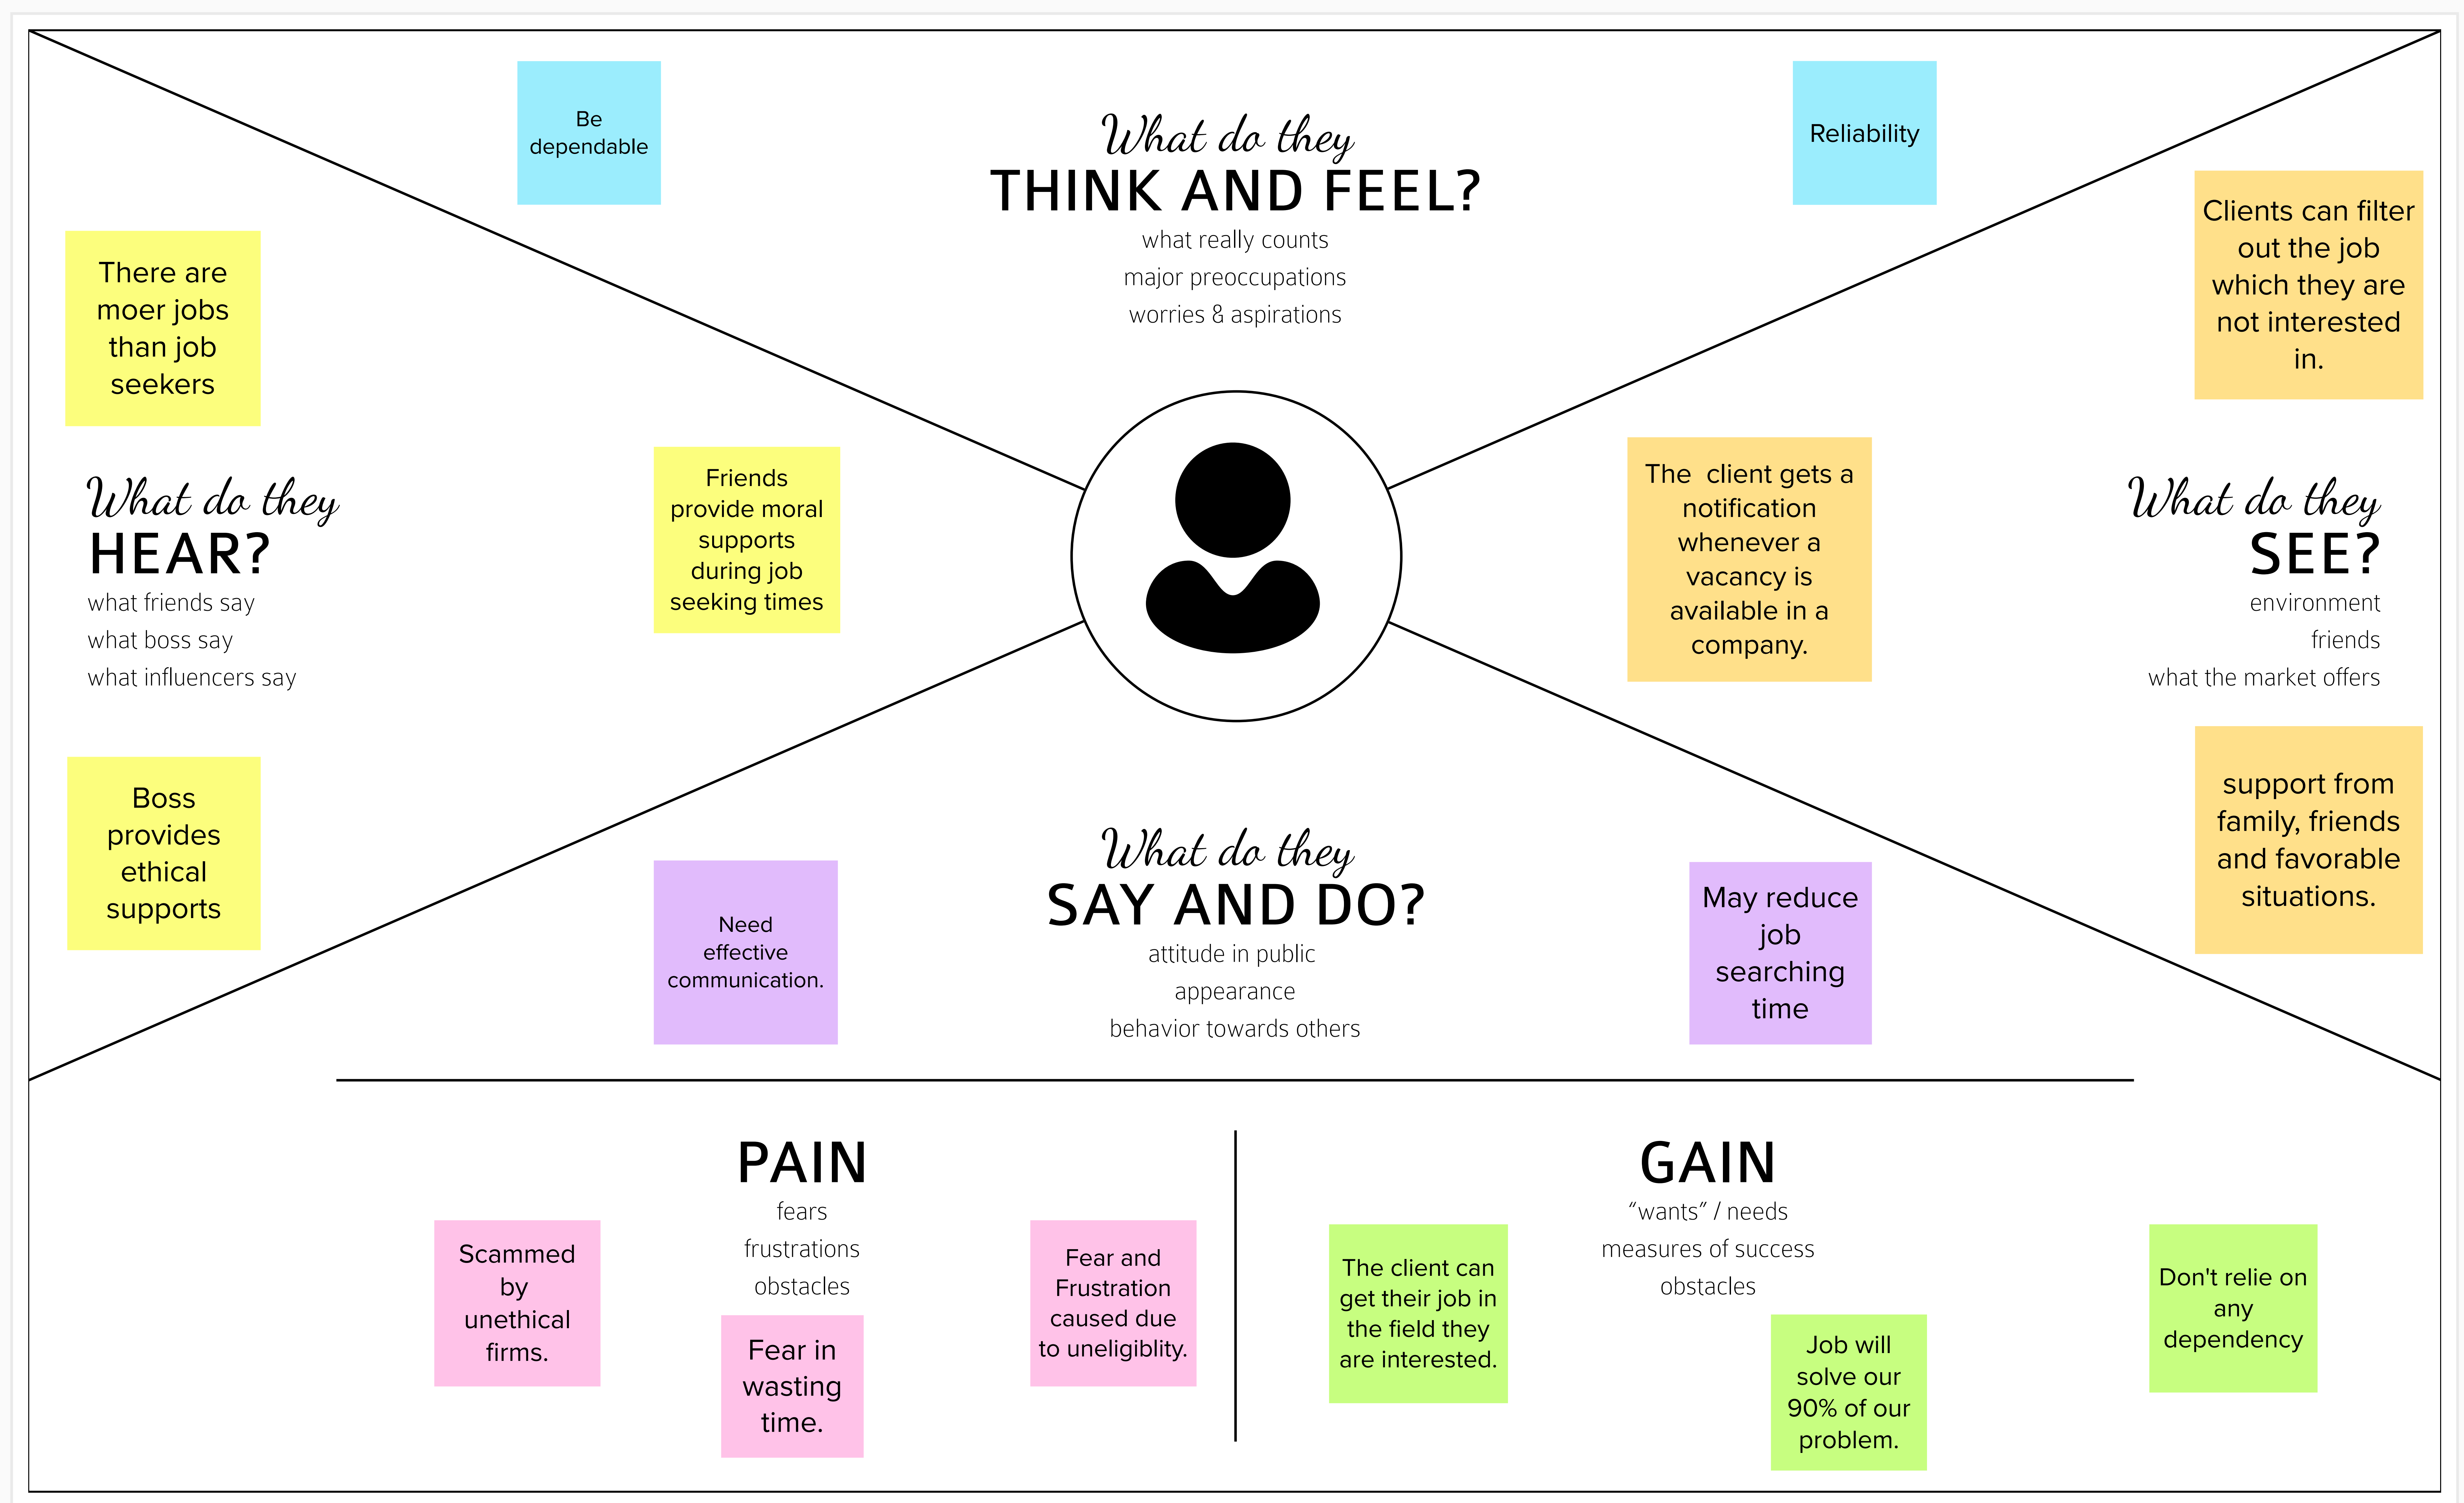 Be
dependable
What do they
THINK AND FEEL?
what really counts
major preoccupations
worries & aspirations
Reliability
There are
moer jobs
than job
seekers
What do they
HEAR?
what friends say
what boss say
what influencers say
Friends
provide moral
supports
during job
seeking times
Boss
provides
ethical
supports
Clients can filter
out the job
which they are
not interested
in.
The  client gets a
notification
whenever a
vacancy is
available in a
company.
What do they
SEE?
environment
friends
what the market offers
support from
family, friends
and favorable
situations.
Need
effective
communication.
What do they
SAY AND DO?
attitude in public
appearance
behavior towards others
May reduce
job
searching
time
PAIN
fears
frustrations
obstacles
Scammed
by
unethical
firms.
Fear in
wasting
time.
Fear and
Frustration
caused due
to uneligiblity.
GAIN
“wants” / needs
measures of success
obstacles
The client can
get their job in
the field they
are interested.
Job will
solve our
90% of our
problem.
Don't relie on
any
dependency